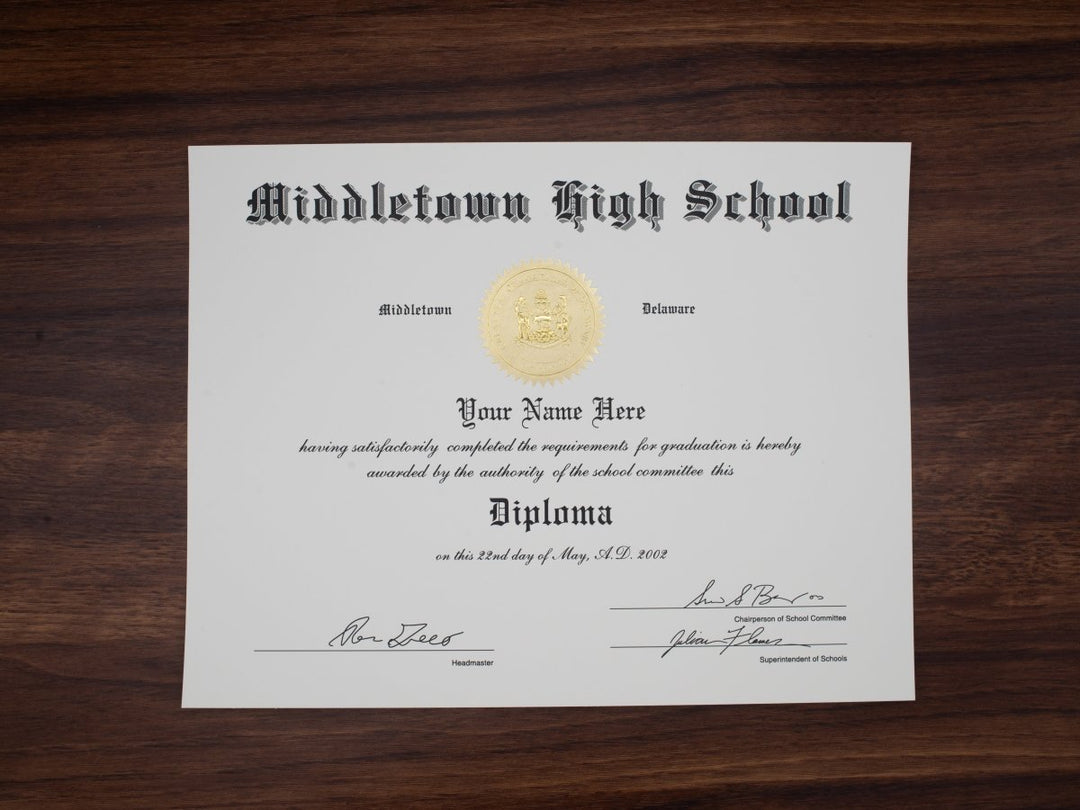 Middletown High School
Middletown Delaware
Your Name Here
having satisfactorily completed the requirements for graduation is hereby
awarded by the authority of the school committee this
Diploma
on this 22nd day of May, A.D. 2002
Chairperson of School Committee
Headmaster
Superintendent of Schools